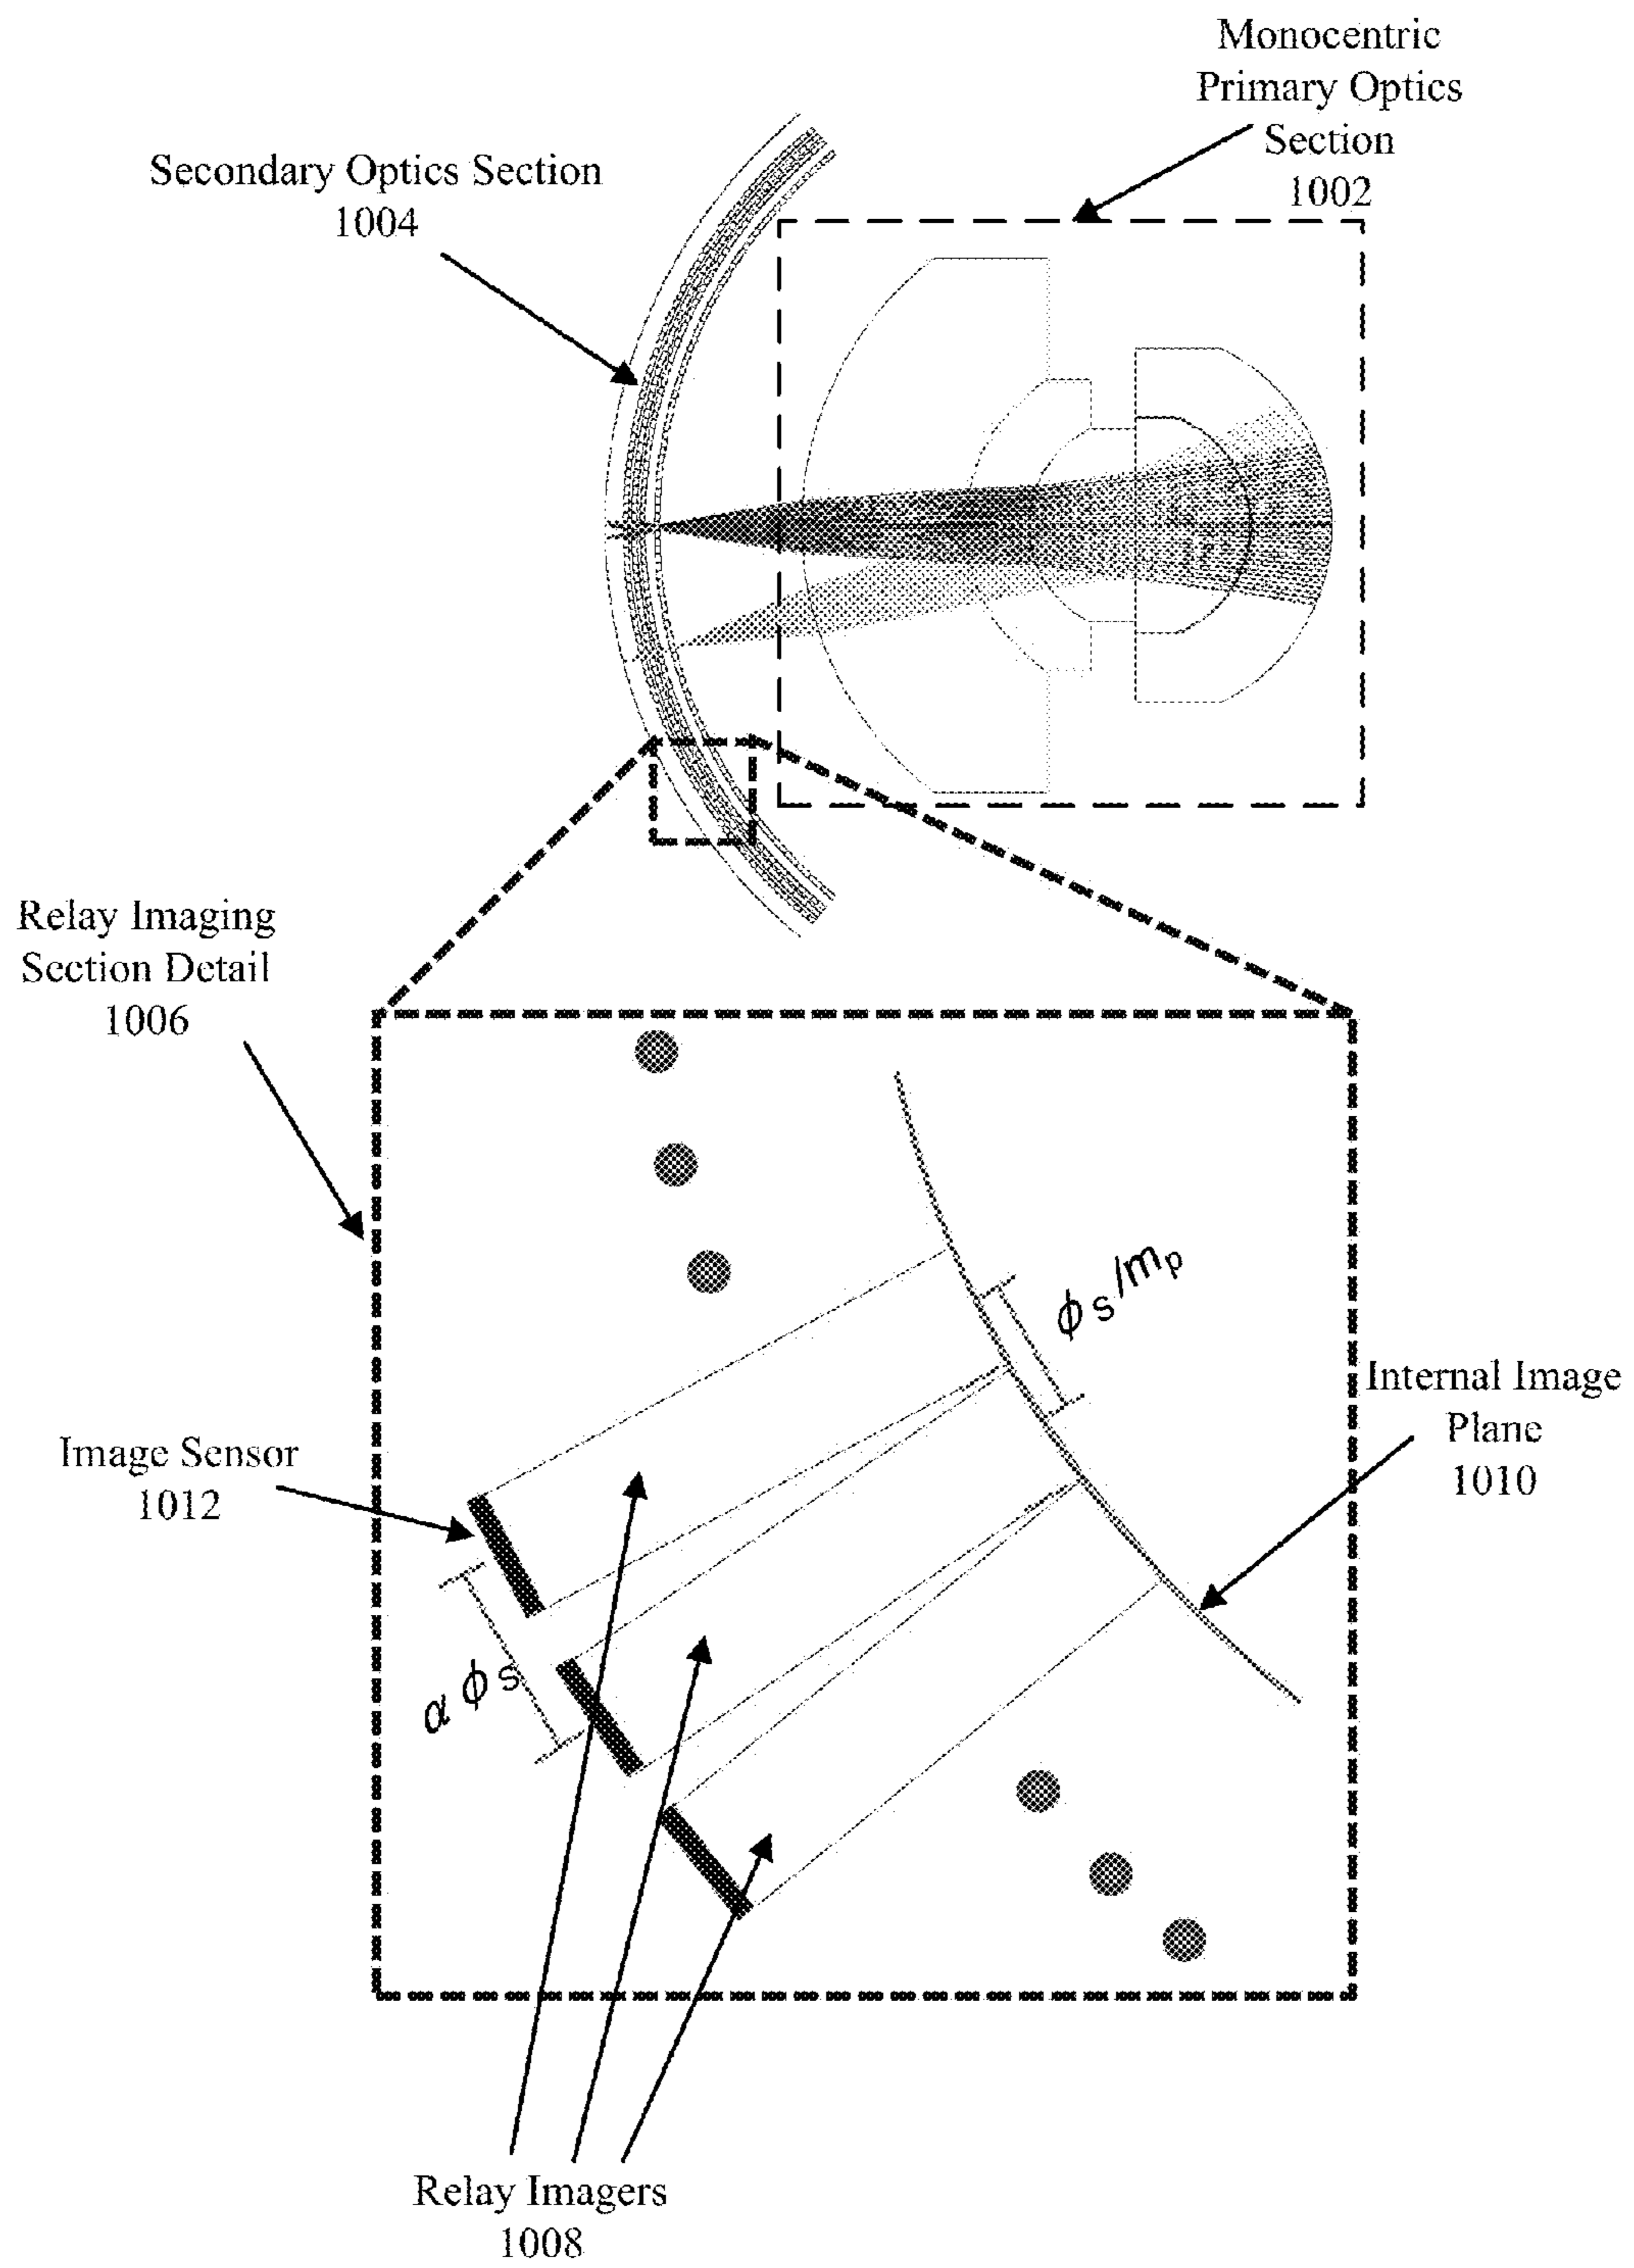 Monocentric
Primary Optics
Section
1002
Secondary Optics Section
1004
Relay Imaging
Section Detail
1006
ϕs/mp
Internal Image
Plane
1010
Image Sensor
1012
α ϕs
Relay Imagers
1008